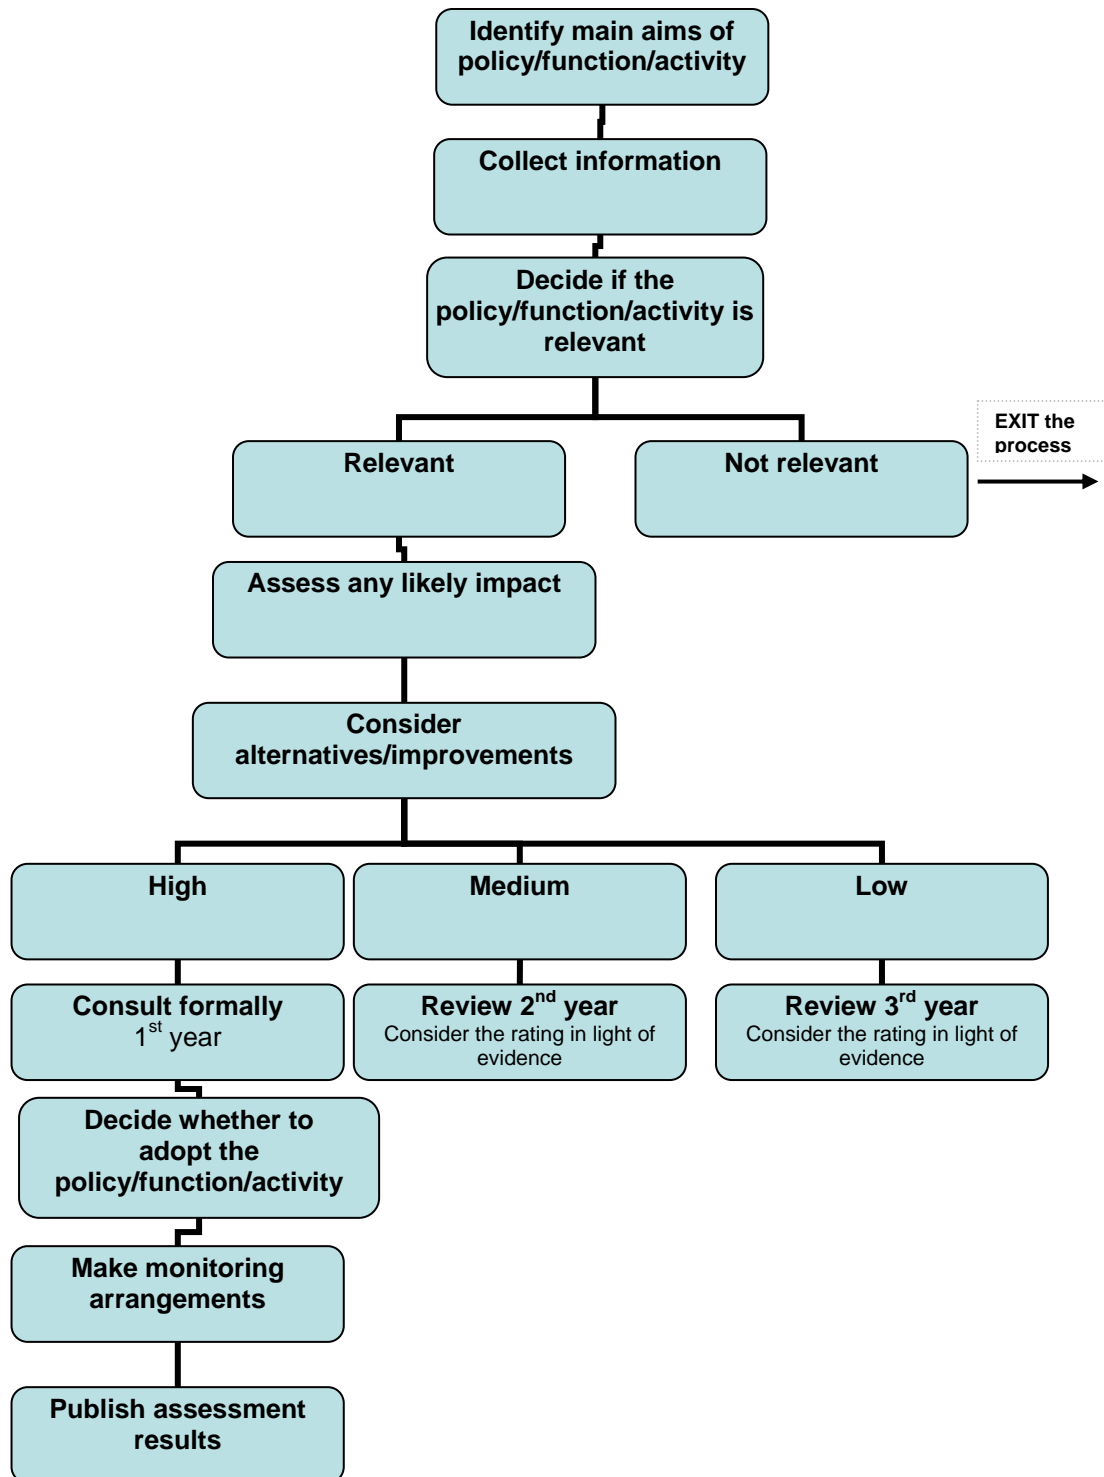 Identify main aims of
policy/function/activity
Collect information
Decide if the
policy/function/activity is
relevant
EXIT the
process
Relevant
Not relevant
Assess any likely impact
Consider
alternatives/improvements
High
Medium
Low
Consult formally
1st year
Review 2nd year
Consider the rating in light of
evidence
Review 3rd year
Consider the rating in light of
evidence
Decide whether to
adopt the
policy/function/activity
Make monitoring
arrangements
Publish assessment
results